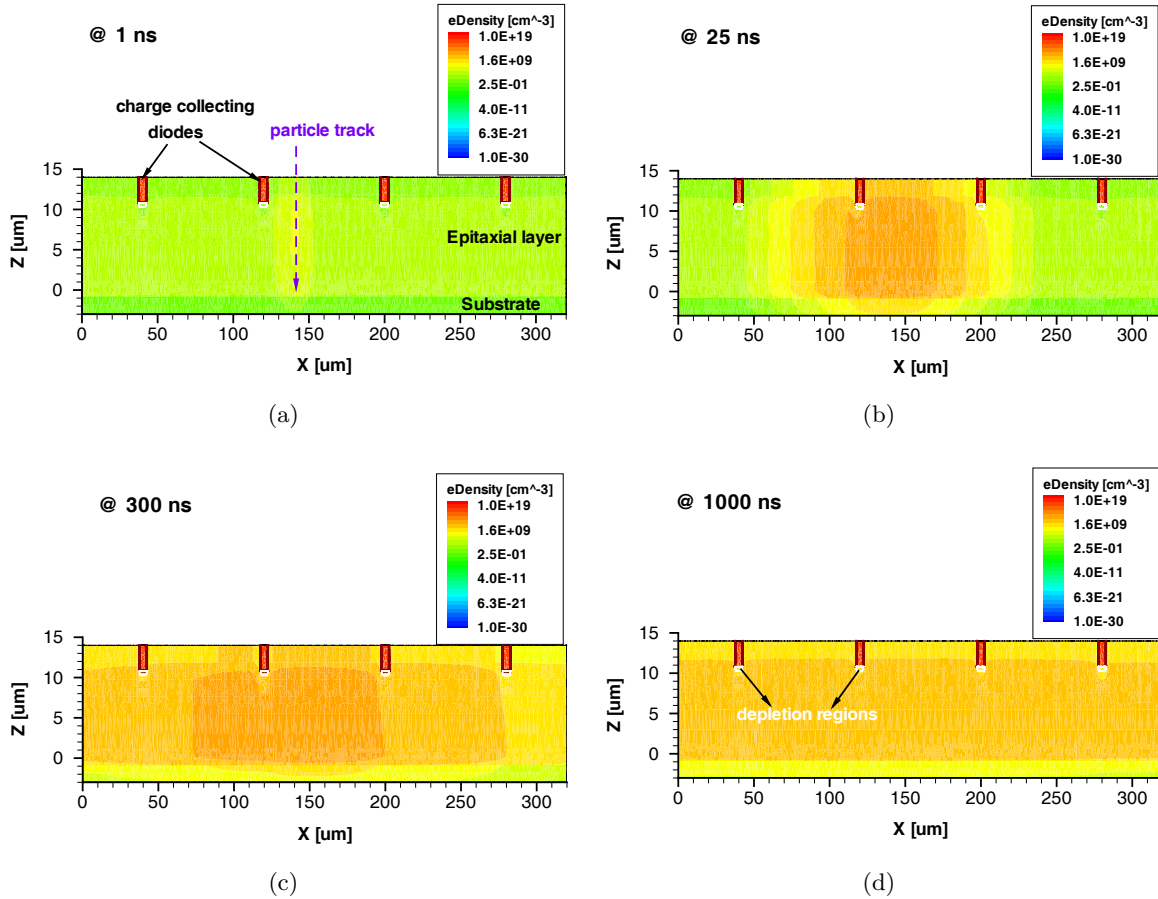 @ 1 ns
eDensity [cm^-3]
1.0E+19
1.6E+09
2.5E-01
4.0E-11
6.3E-21
1.0E-30
charge collecting
diodes
particle track
Epitaxial layer
Substrate
Z [um]
15
10
5
0
0 50 100 150 200 250 300
X [um]
(a)
@ 25 ns
eDensity [cm^-3]
1.0E+19
1.6E+09
2.5E-01
4.0E-11
6.3E-21
1.0E-30
Z [um]
15
10
5
0
0 50 100 150 200 250 300
X [um]
(b)
@ 300 ns
eDensity [cm^-3]
1.0E+19
1.6E+09
2.5E-01
4.0E-11
6.3E-21
1.0E-30
Z [um]
15
10
5
0
0 50 100 150 200 250 300
X [um]
(c)
@ 1000 ns
eDensity [cm^-3]
1.0E+19
1.6E+09
2.5E-01
4.0E-11
6.3E-21
1.0E-30
depletion regions
Z [um]
15
10
5
0
0 50 100 150 200 250 300
X [um]
(d)